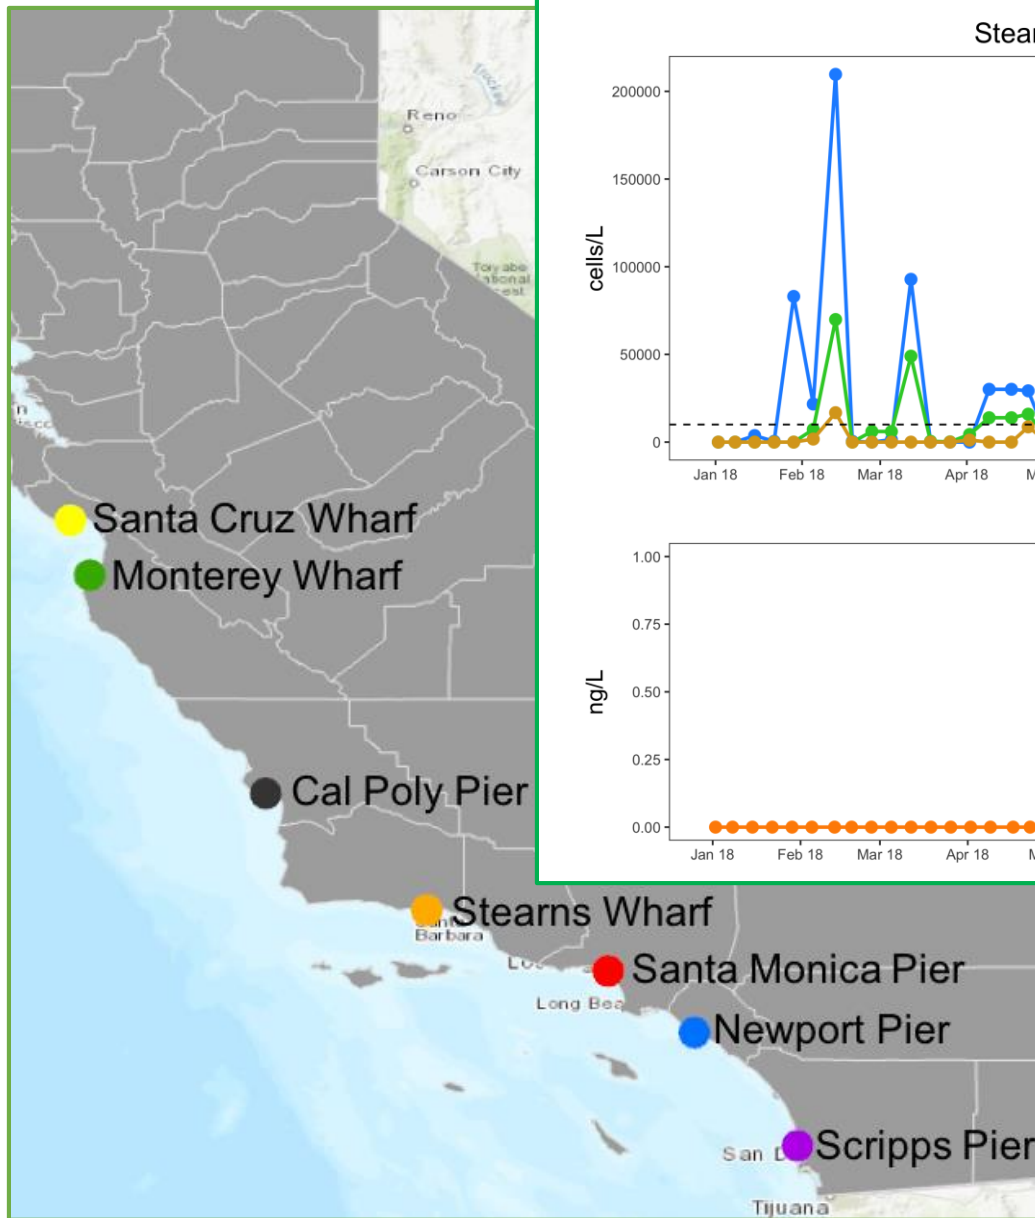 Reno
Carson City
Santa Cruz Wharf
Monterey Wharf
Cal Poly Pier
Stearns Wharf
Barbara
Santa Monica Pier
Long Bea
Newport Pier
Scripps Pier
San D
Tijuana
Stear
cells/L
200000
150000
100000
50000
0
Jan 18 Feb 18 Mar 18 Apr 18 M
ng/L
1.00
0.75
0.50
0.25
0.00
Jan 18 Feb 18 Mar 18 Apr 18 M